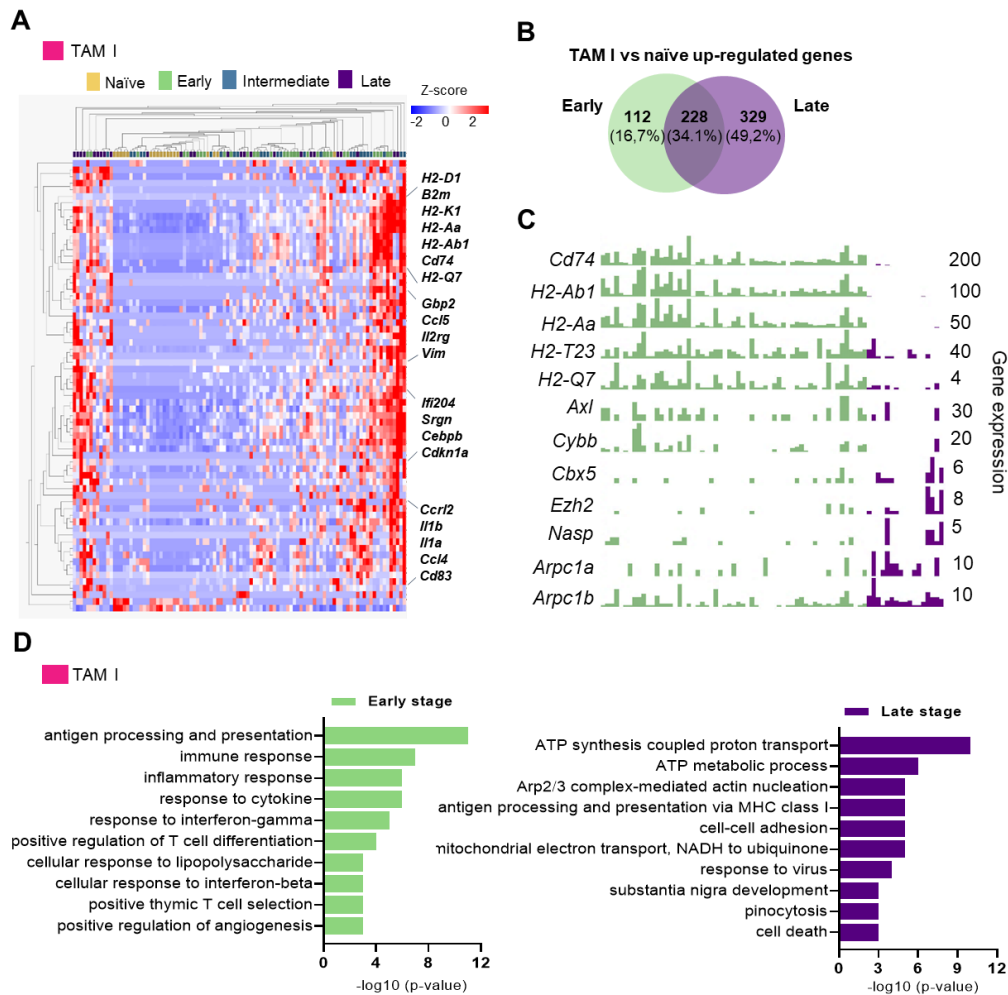 A
TAM I
Naïve Early Intermediate Late
Z-score
-2 0 2
H2-D1
B2m
H2-K1
H2-Aa
H2-Ab1
Cd74
H2-Q7
Gbp2
Ccl5
Il2rg
Vim
Ifi204
Srgn
Cebpb
Cdkn1a
Ccrl2
Il1b
Il1a
Ccl4
Cd83
B
TAM I vs naïve up-regulated genes
Early Late
112 228 329
(16,7%) (34.1%) (49,2%)
C
Cd74 200
H2-Ab1 100
H2-Aa 50
H2-T23 40
H2-Q7 4
Axl 30
Cybb 20
Cbx5 6
Ezh2 8
Nasp 5
Arpc1a 10
Arpc1b 10
Gene expression
D
TAM I
Early stage
antigen processing and presentation
immune response
inflammatory response
response to cytokine
response to interferon-gamma
positive regulation of T cell differentiation
cellular response to lipopolysaccharide
cellular response to interferon-beta
positive thymic T cell selection
positive regulation of angiogenesis
0 4 8 12
-log10 (p-value)
Late stage
ATP synthesis coupled proton transport
ATP metabolic process
Arp2/3 complex-mediated actin nucleation
antigen processing and presentation via MHC class I
cell-cell adhesion
mitochondrial electron transport, NADH to ubiquinone
response to virus
substantia nigra development
pinocytosis
cell death
0 3 6 9 12
-log10 (p-value)